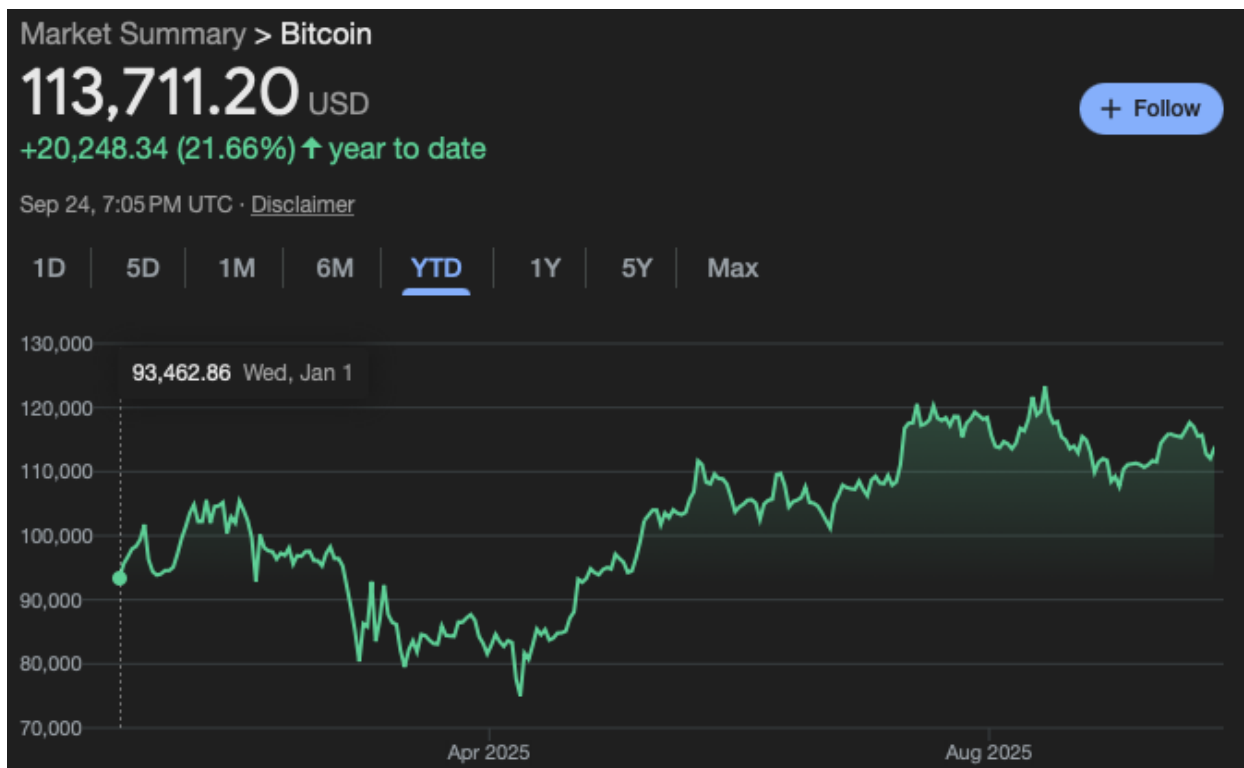 Market Summary > Bitcoin
113,711.20 USD
+ Follow
+20,248.34 (21.66%) ↑ year to date
Sep 24, 7:05 PM UTC · Disclaimer
1D 5D 1M 6M YTD 1Y 5Y Max
130,000
93,462.86 Wed, Jan 1
120,000
110,000
100,000
90,000
80,000
70,000
Apr 2025 Aug 2025